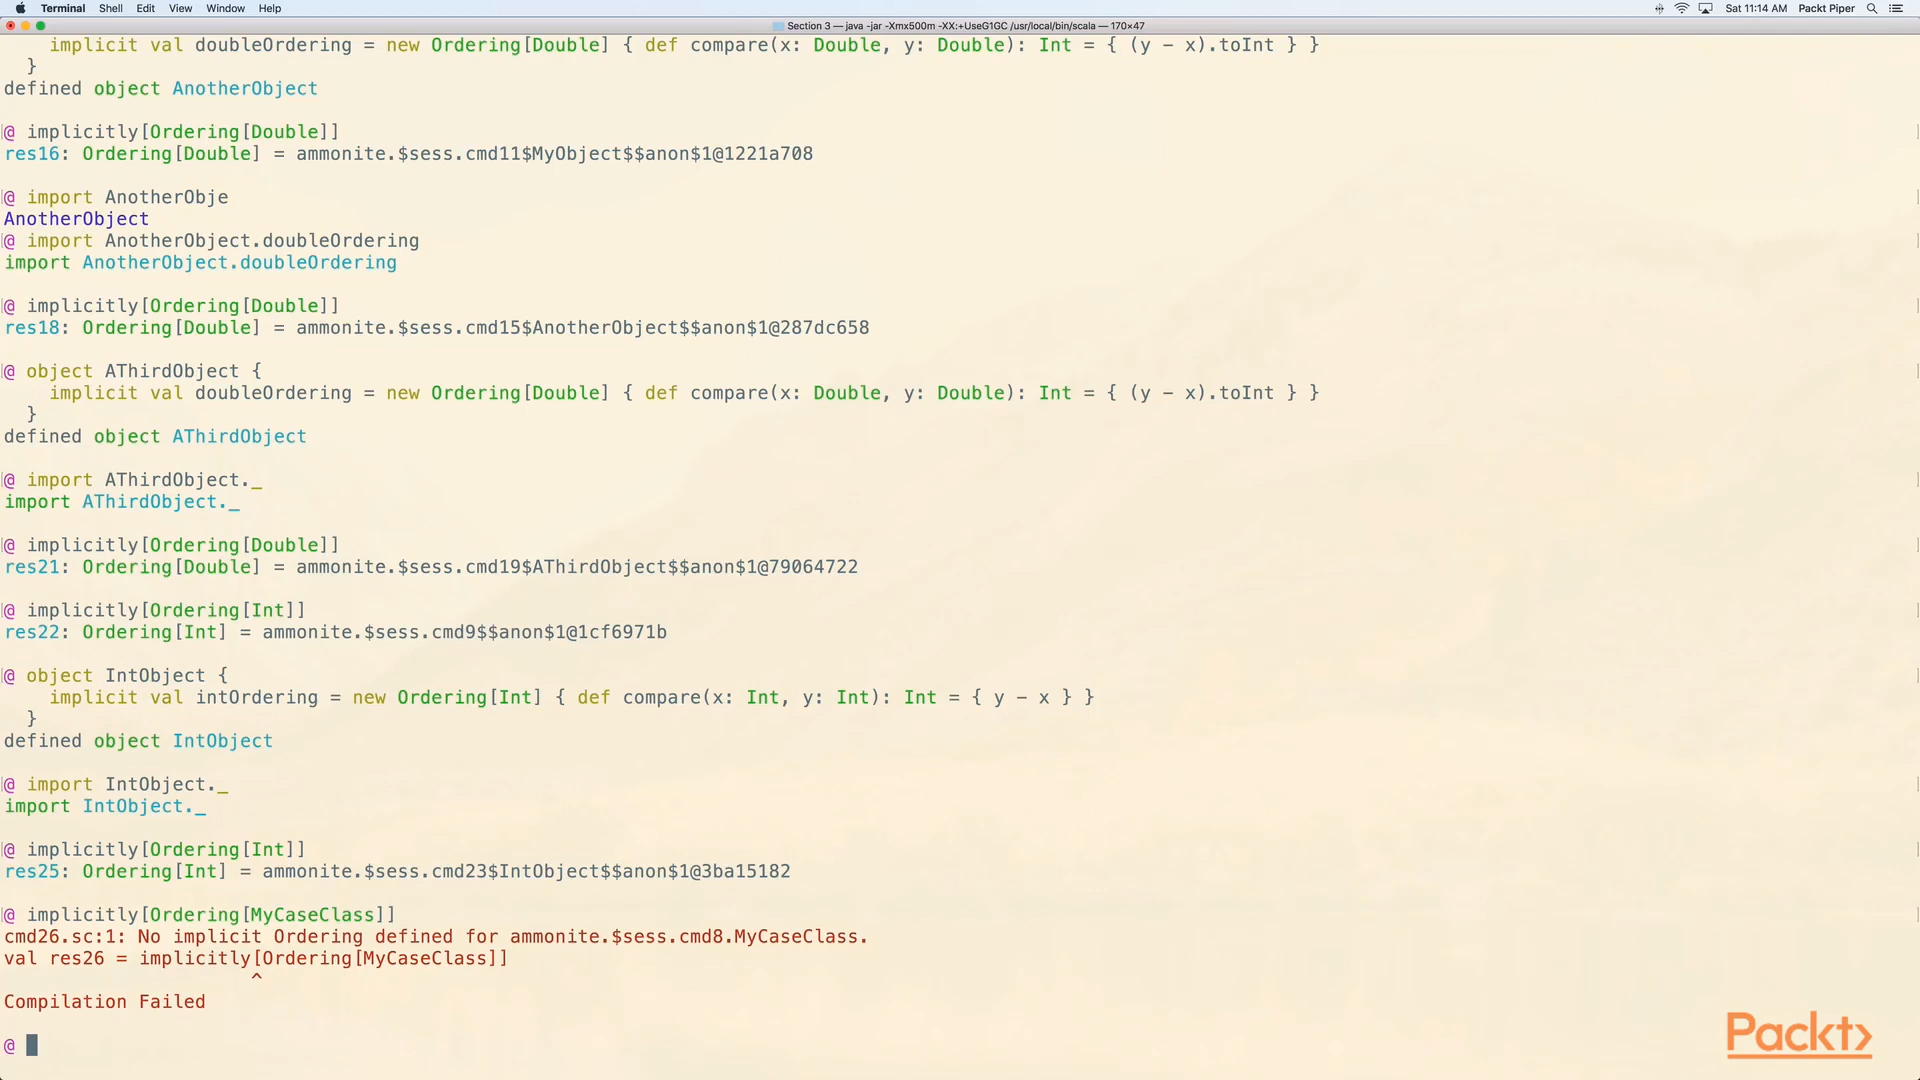 Terminal Shell Edit View Window Help Sat 11:14 AM Packt Piper
Section 3 — java -jar -Xmx500m -XX:+UseG1GC /usr/local/bin/scala — 170×47
    implicit val doubleOrdering = new Ordering[Double] { def compare(x: Double, y: Double): Int = { (y - x).toInt } }
  }
defined object AnotherObject
@ implicitly[Ordering[Double]]
res16: Ordering[Double] = ammonite.$sess.cmd11$MyObject$$anon$1@1221a708
@ import AnotherObje
AnotherObject
@ import AnotherObject.doubleOrdering
import AnotherObject.doubleOrdering
@ implicitly[Ordering[Double]]
res18: Ordering[Double] = ammonite.$sess.cmd15$AnotherObject$$anon$1@287dc658
@ object AThirdObject {
    implicit val doubleOrdering = new Ordering[Double] { def compare(x: Double, y: Double): Int = { (y - x).toInt } }
  }
defined object AThirdObject
@ import AThirdObject._
import AThirdObject._
@ implicitly[Ordering[Double]]
res21: Ordering[Double] = ammonite.$sess.cmd19$AThirdObject$$anon$1@79064722
@ implicitly[Ordering[Int]]
res22: Ordering[Int] = ammonite.$sess.cmd9$$anon$1@1cf6971b
@ object IntObject {
    implicit val intOrdering = new Ordering[Int] { def compare(x: Int, y: Int): Int = { y - x } }
  }
defined object IntObject
@ import IntObject._
import IntObject._
@ implicitly[Ordering[Int]]
res25: Ordering[Int] = ammonite.$sess.cmd23$IntObject$$anon$1@3ba15182
@ implicitly[Ordering[MyCaseClass]]
cmd26.sc:1: No implicit Ordering defined for ammonite.$sess.cmd8.MyCaseClass.
val res26 = implicitly[Ordering[MyCaseClass]]
                      ^
Compilation Failed
@
Packt>